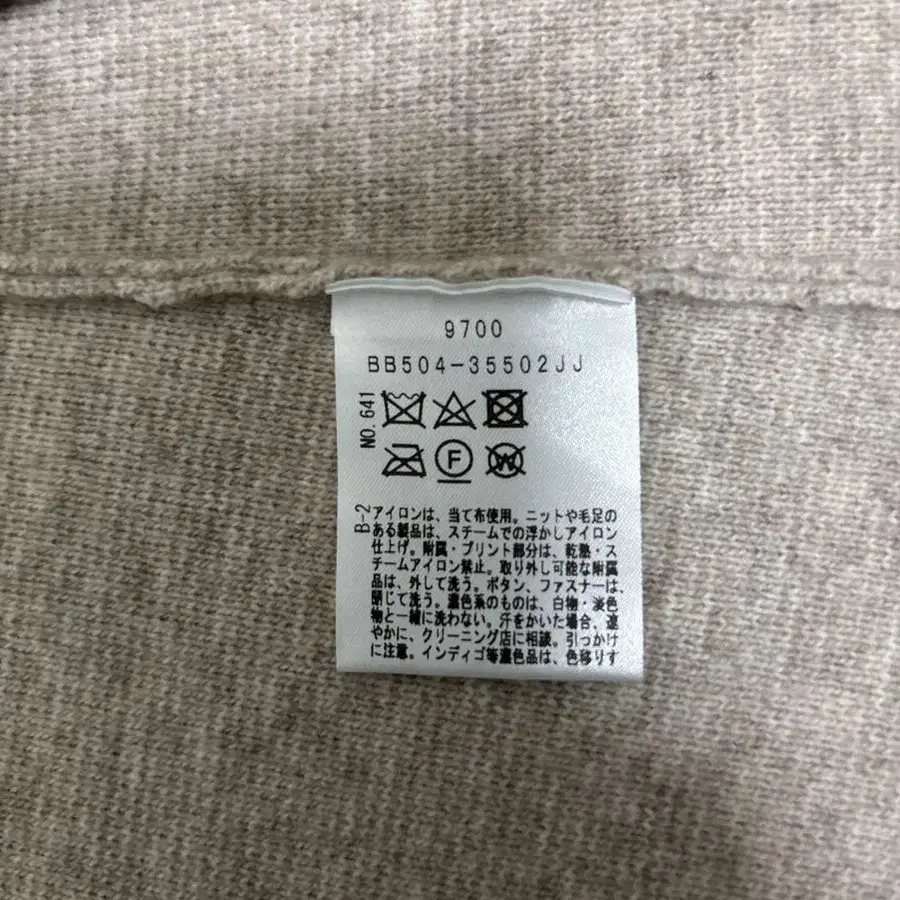 9700
BB504-35502JJ
NO. 641
F
W
B-2
アイロンは、当て布使用。ニットや毛足の
ある製品は、スチームでの浮かしアイロン
仕上げ。附属・プリント部分は、乾熱・ス
チームアイロン禁止。取り外し可能な附属
品は、外して洗う。ボタン、ファスナーは、
閉じて洗う。濃色系のものは、白物・淡色
物と一緒に洗わない。汗をかいた場合、速
やかに、クリーニング店に相談。引っかけ
に注意。インディゴ等濃色品は、色移りす